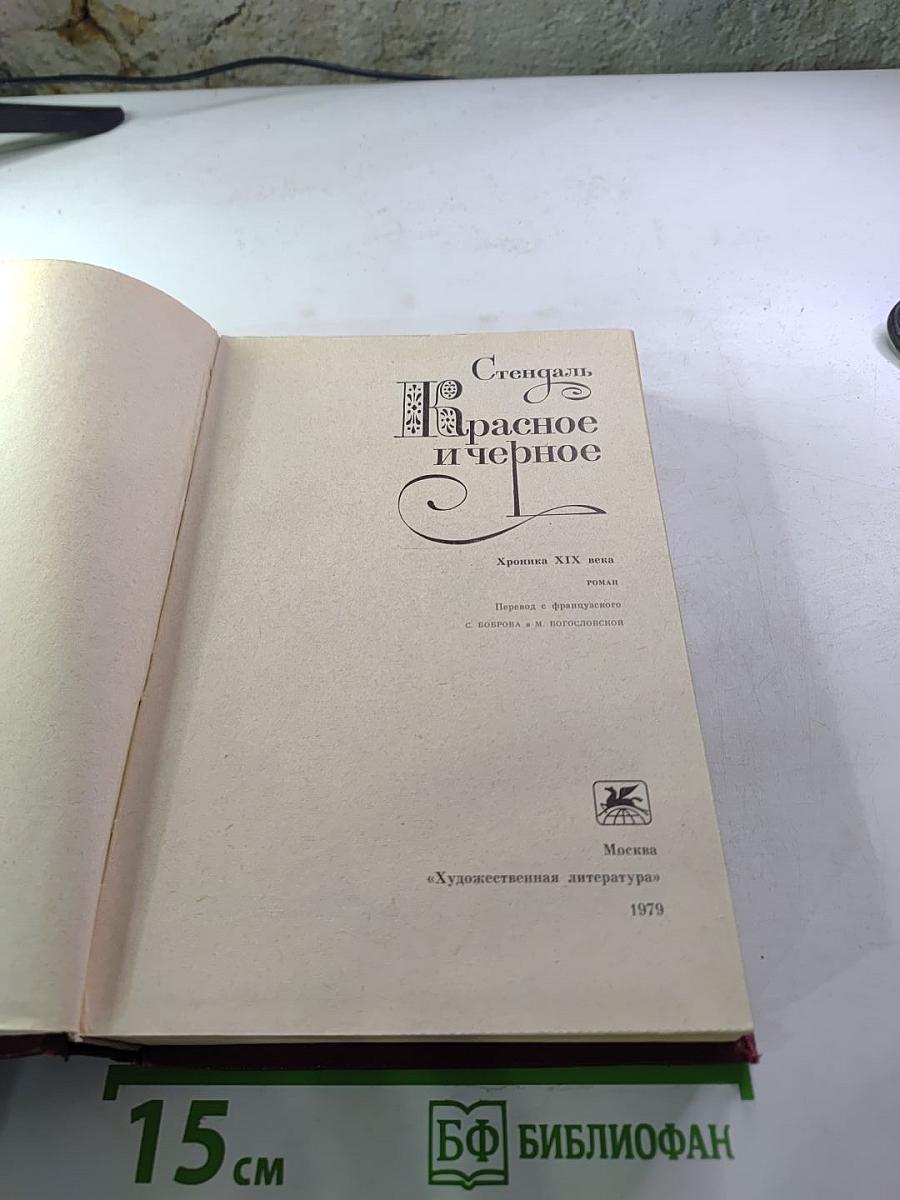 Стендаль
Красное
и черное
Хроника XIX века
РОМАН
Перевод с французского
С. БОБРОВА и М. БОГОСЛОВСКОЙ
Москва
«Художественная литература»
1979
15 см
БФ БИБЛИОФАН